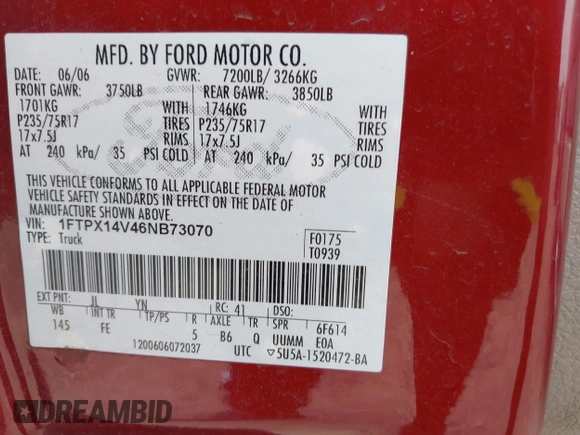 MFD. BY FORD MOTOR CO.
DATE: 06/06 GVWR: 7200LB/ 3266KG
FRONT GAWR: 3750LB REAR GAWR: 3850LB
1701KG WITH 1746KG WITH
P235/75R17 TIRES P235/75R17 TIRES
17x7.5J RIMS 17x7.5J RIMS
AT 240 kPa/ 35 PSI COLD AT 240 kPa/ 35 PSI COLD
THIS VEHICLE CONFORMS TO ALL APPLICABLE FEDERAL MOTOR
VEHICLE SAFETY STANDARDS IN EFFECT ON THE DATE OF
MANUFACTURE SHOWN ABOVE.
VIN: 1FTPX14V46NB73070
TYPE: Truck
F0175
T0939
EXT PNT: JL YN RC: 41 DSO:
WB INT TR TP/PS R AXLE TR SPR 6F614
145 FE 5 B6 Q UUMM EOA
1200606072037 UTC ▽5U5A-1520472-BA
DREAMBID